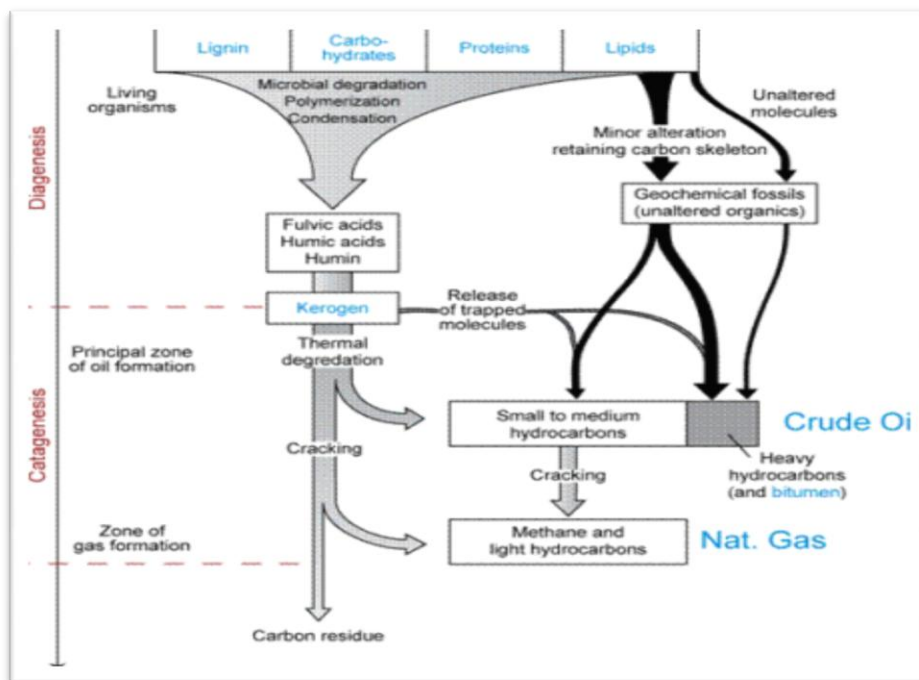 Lignin
Carbo-
hydrates
Proteins
Lipids
Living
organisms
Microbial degradation
Polymerization
Condensation
Unaltered
molecules
Minor alteration
retaining carbon skeleton
Diagenesis
Geochemical fossils
(unaltered organics)
Fulvic acids
Humic acids
Humin
Kerogen
Release
of trapped
molecules
Thermal
degredation
Principal zone
of oil formation
Catagenesis
Small to medium
hydrocarbons
Crude Oi
Cracking
Cracking
Heavy
hydrocarbons
(and bitumen)
Zone of
gas formation
Methane and
light hydrocarbons
Nat. Gas
Carbon residue